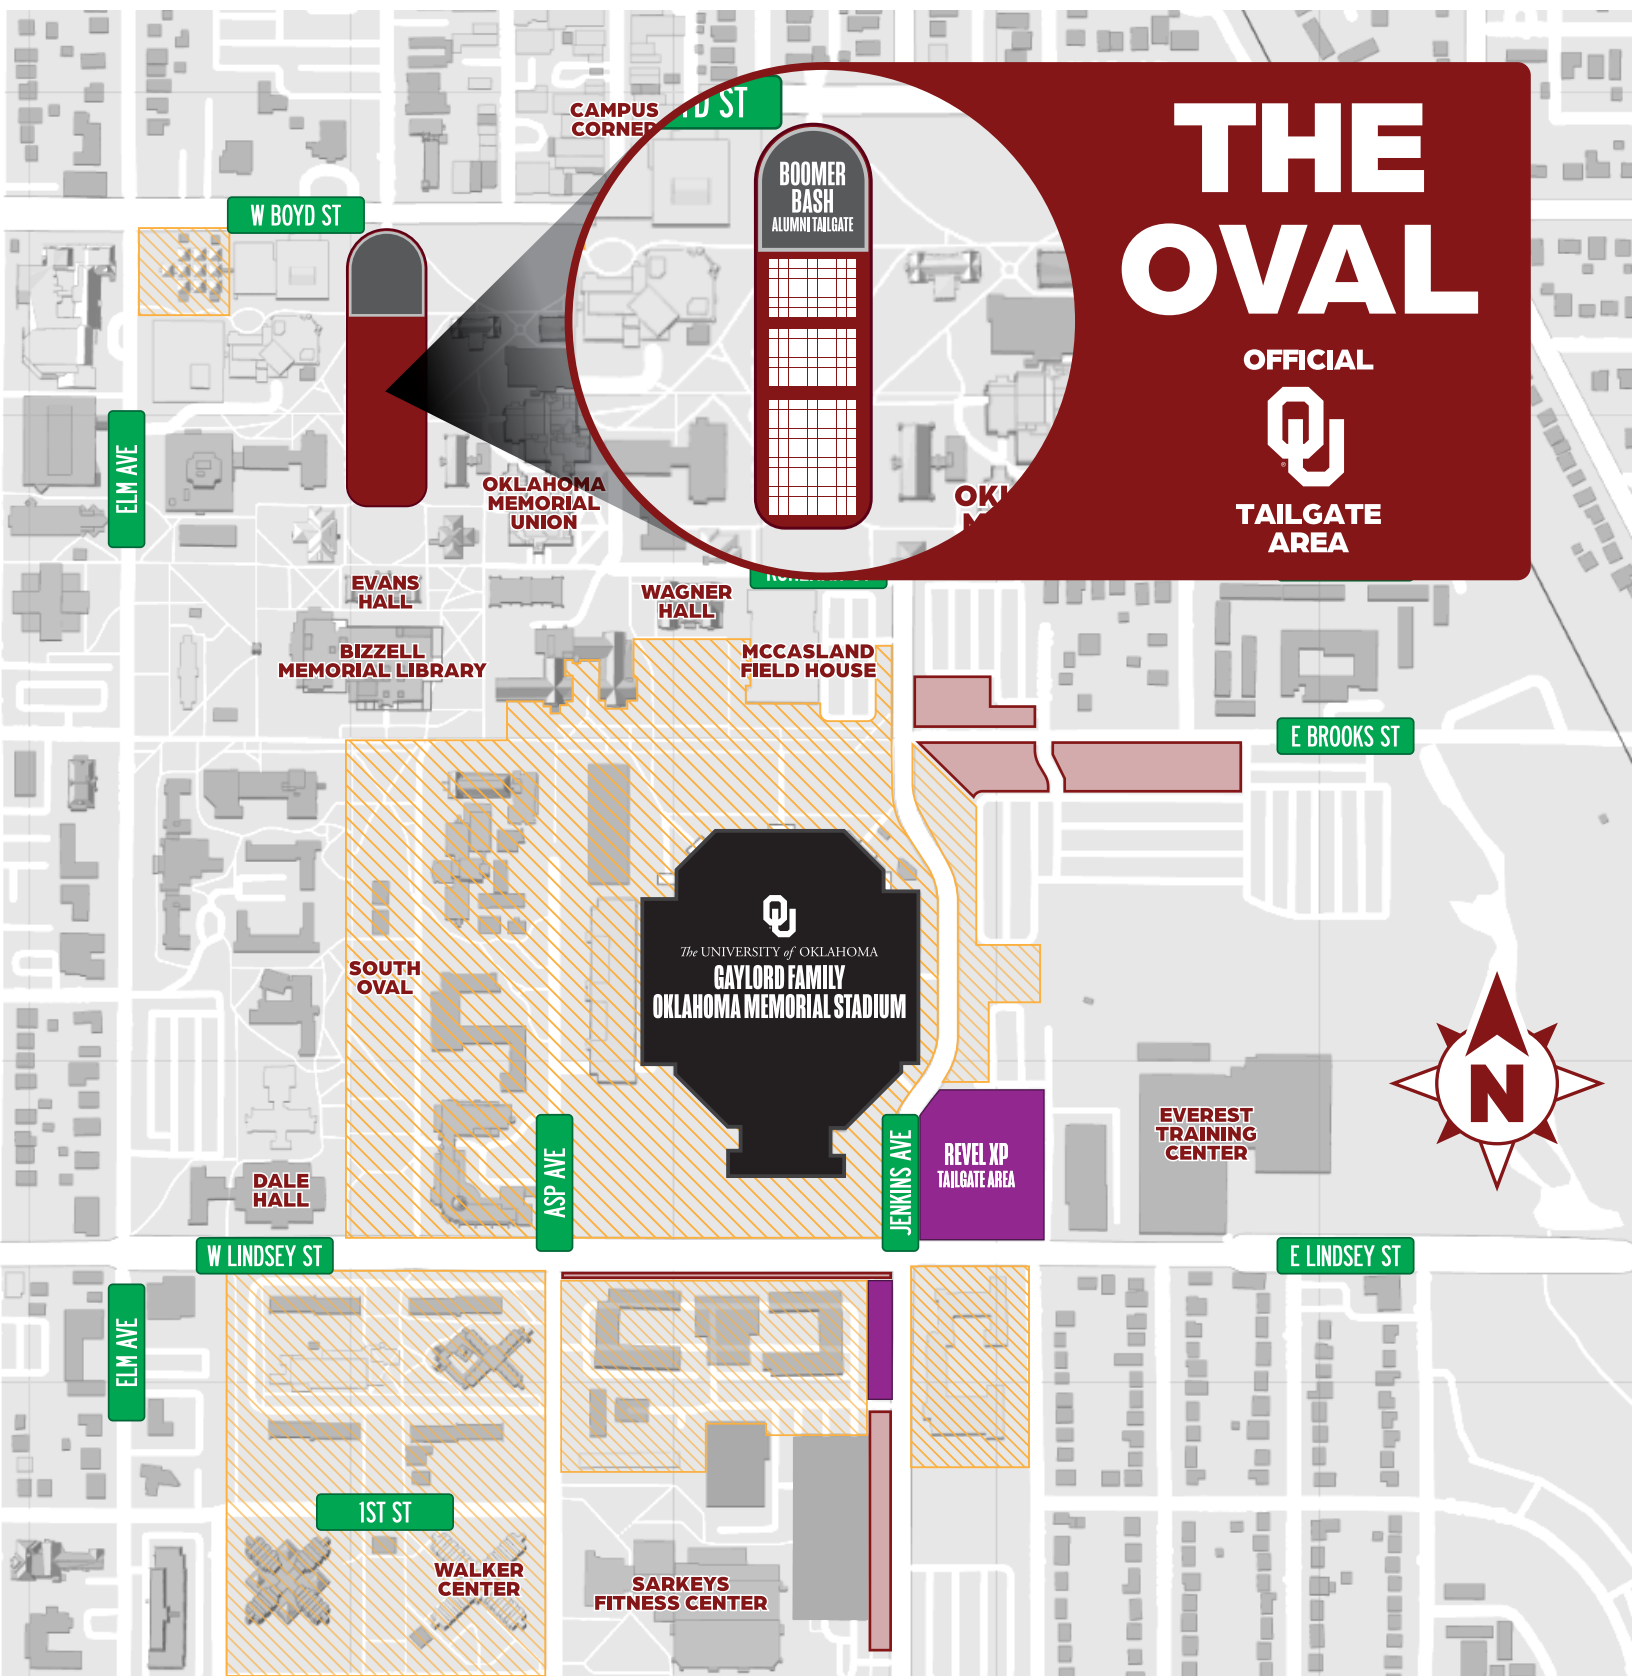 CAMPUS
CORNER
D ST
THE
OVAL
BOOMER
BASH
ALUMNI TAILGATE
W BOYD ST
OFFICIAL
OU
TAILGATE
AREA
ELM AVE
OKLAHOMA
MEMORIAL
UNION
EVANS
HALL
WAGNER
HALL
BIZZELL
MEMORIAL LIBRARY
MCCASLAND
FIELD HOUSE
E BROOKS ST
OU
The UNIVERSITY of OKLAHOMA
GAYLORD FAMILY
OKLAHOMA MEMORIAL STADIUM
SOUTH
OVAL
N
EVEREST
TRAINING
CENTER
REVEL XP
TAILGATE AREA
ASP AVE
JENKINS AVE
DALE
HALL
W LINDSEY ST
E LINDSEY ST
ELM AVE
1ST ST
WALKER
CENTER
SARKEYS
FITNESS CENTER